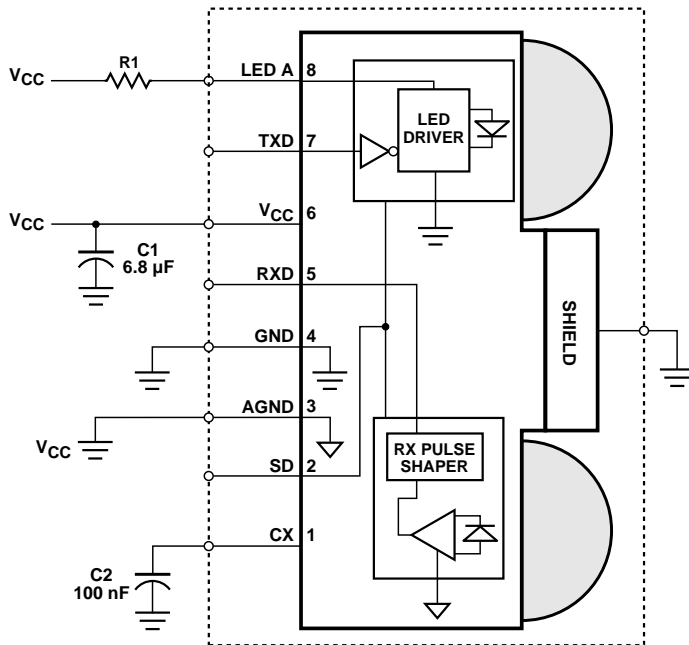 R1
VCC
LED A 8
LED
DRIVER
TXD 7
VCC
VCC 6
C1
6.8 µF
RXD 5
SHIELD
GND 4
AGND 3
VCC
RX PULSE
SHAPER
SD 2
CX 1
C2
100 nF